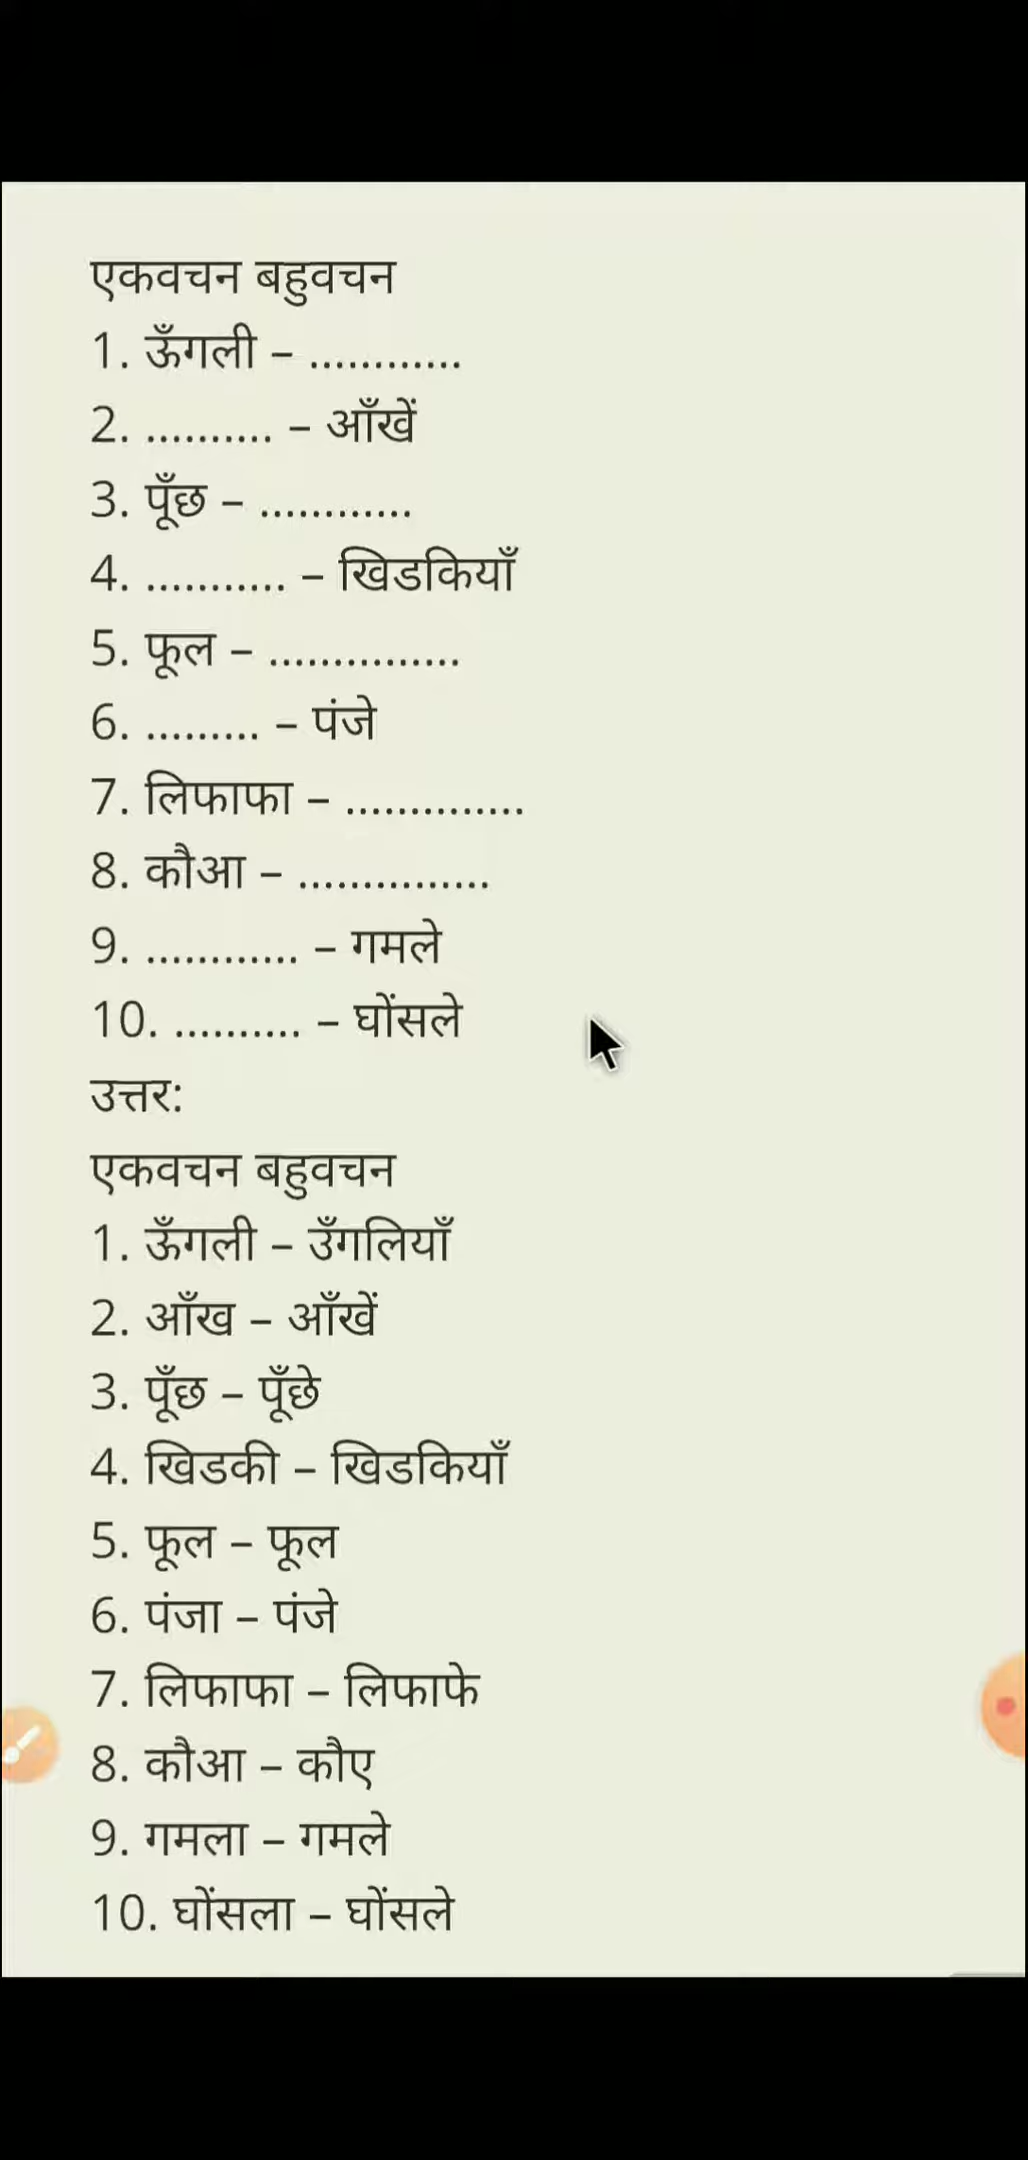 एकवचन बहुवचन
1. ऊँगली – ............
2. .......... – आँखें
3. पूँछ – ............
4. ........... – खिडकियाँ
5. फूल – ...............
6. ......... – पंजे
7. लिफाफा – ..............
8. कौआ – ...............
9. ............ – गमले
10. .......... – घोंसले
उत्तर:
एकवचन बहुवचन
1. ऊँगली – उँगलियाँ
2. आँख – आँखें
3. पूँछ – पूँछे
4. खिडकी – खिडकियाँ
5. फूल – फूल
6. पंजा – पंजे
7. लिफाफा – लिफाफे
8. कौआ – कौए
9. गमला – गमले
10. घोंसला – घोंसले